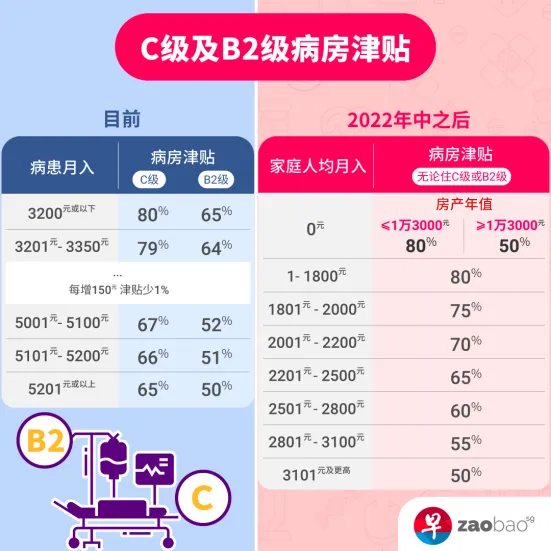 C级及B2级病房津贴
目前
病患月入 病房津贴
C级 B2级
3200元或以下 80% 65%
3201元- 3350元 79% 64%
...
每增150元 津贴少1%
5001元- 5100元 67% 52%
5101元- 5200元 66% 51%
5201元或以上 65% 50%
B2
C
2022年中之后
家庭人均月入 病房津贴
无论住C级或B2级
房产年值
0元 ≤1万3000元 ≥1万3000元
80% 50%
1- 1800元 80%
1801元 - 2000元 75%
2001元 - 2200元 70%
2201元- 2500元 65%
2501元- 2800元 60%
2801元- 3100元 55%
3101元及更高 50%
早 zaobao sg